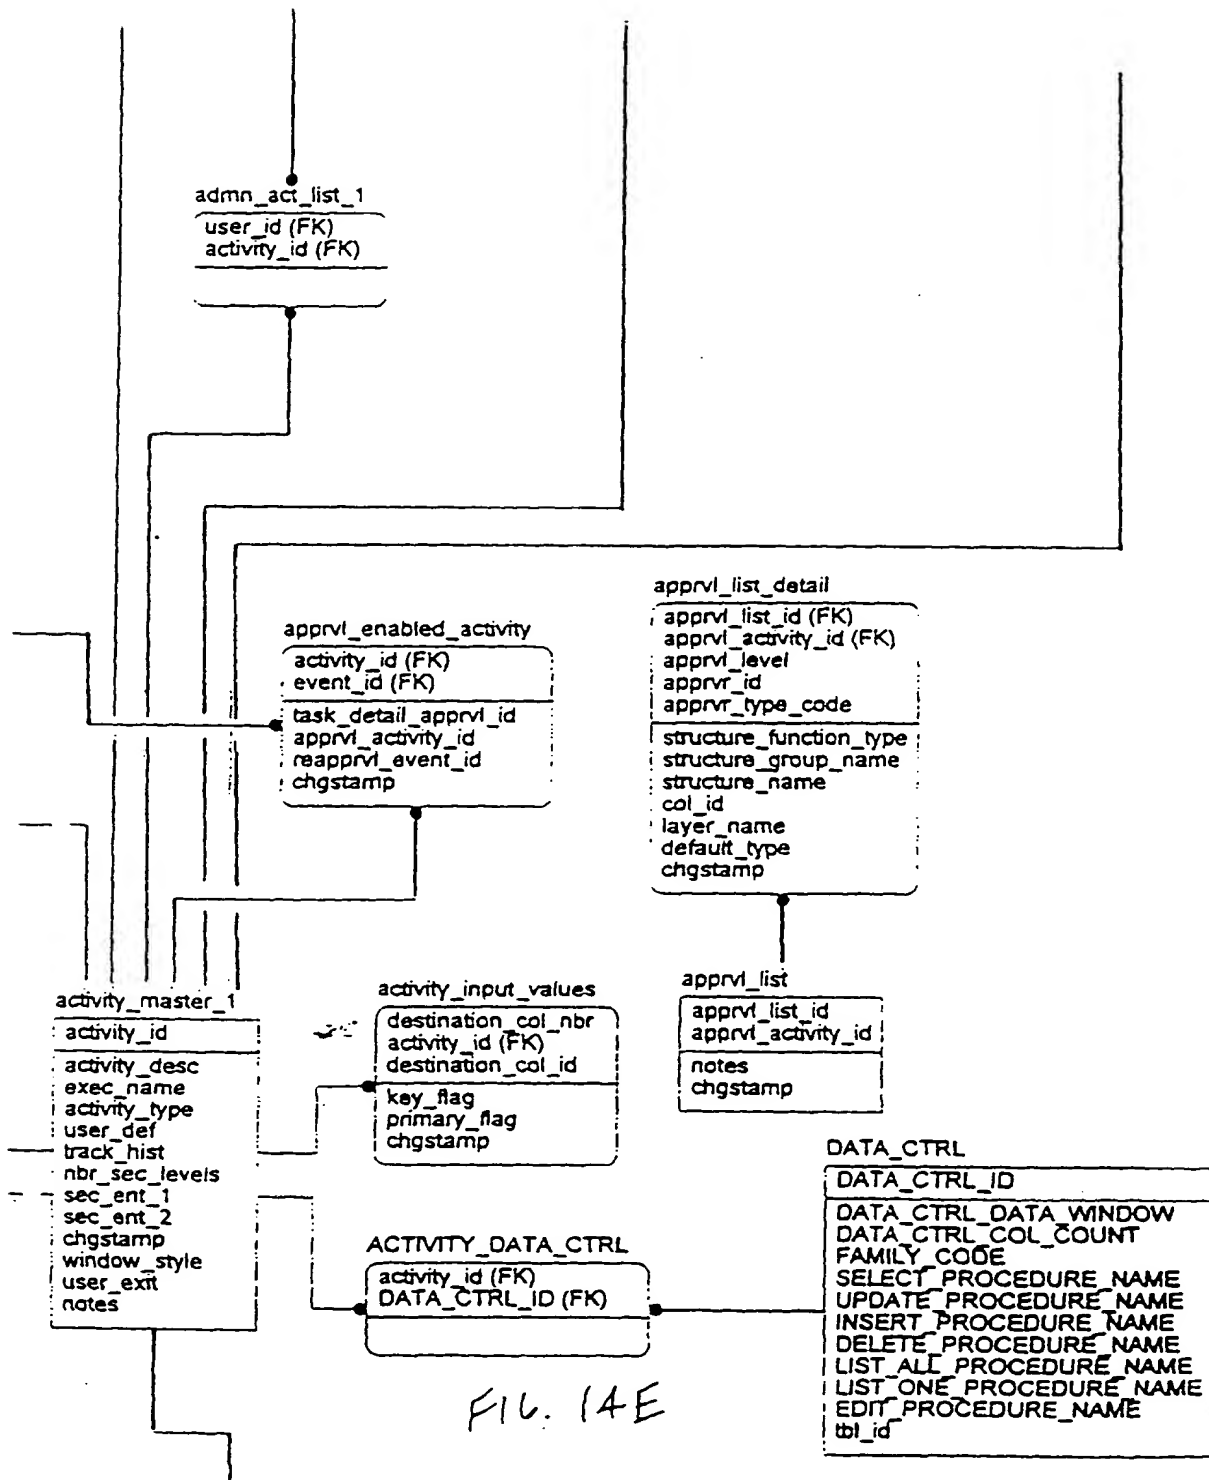 admn_act_list_1
user_id (FK)
activity_id (FK)
apprvl_enabled_activity
activity_id (FK)
event_id (FK)
task_detail_apprvl_id
apprvl_activity_id
reapprvl_event_id
chgstamp
apprvl_list_detail
apprvl_list_id (FK)
apprvl_activity_id (FK)
apprvl_level
apprvr_id
apprvr_type_code
structure_function_type
structure_group_name
structure_name
col_id
layer_name
default_type
chgstamp
activity_master_1
activity_id
activity_desc
exec_name
activity_type
user_def
track_hist
nbr_sec_levels
sec_ent_1
sec_ent_2
chgstamp
window_style
user_exit
notes
activity_input_values
destination_col_nbr
activity_id (FK)
destination_col_id
key_flag
primary_flag
chgstamp
apprvl_list
apprvl_list_id
apprvl_activity_id
notes
chgstamp
ACTIVITY_DATA_CTRL
activity_id (FK)
DATA_CTRL_ID (FK)
DATA_CTRL
DATA_CTRL_ID
DATA_CTRL_DATA_WINDOW
DATA_CTRL_COL_COUNT
FAMILY_CODE
SELECT_PROCEDURE_NAME
UPDATE_PROCEDURE_NAME
INSERT_PROCEDURE_NAME
DELETE_PROCEDURE_NAME
LIST_ALL_PROCEDURE_NAME
LIST_ONE_PROCEDURE_NAME
EDIT_PROCEDURE_NAME
tbl_id
FIG. 14E